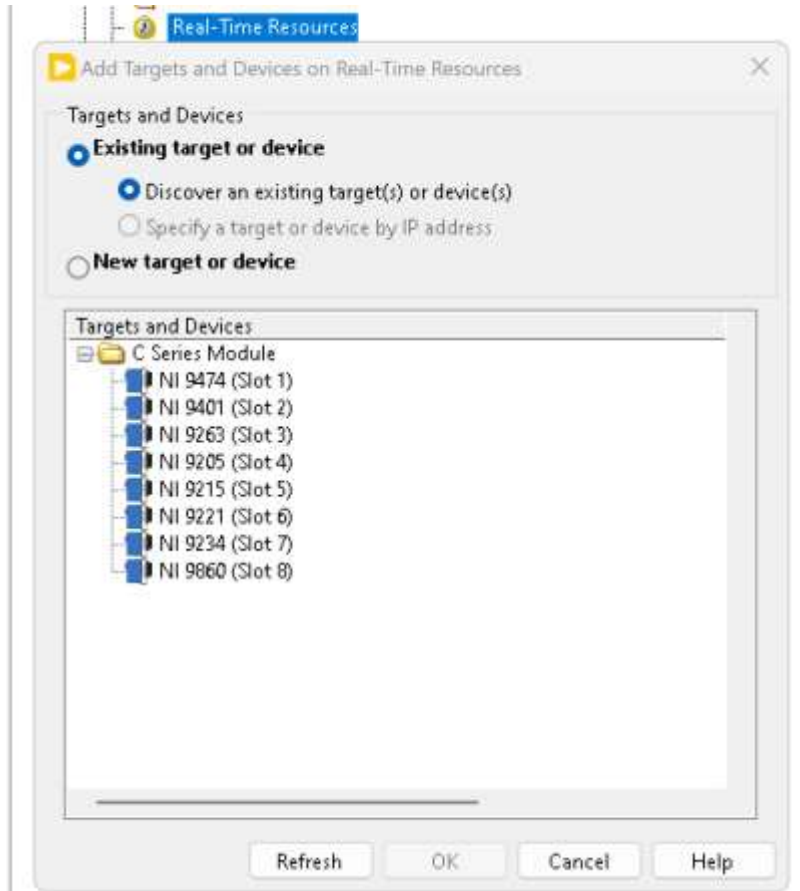 Real-Time Resources
Add Targets and Devices on Real-Time Resources
Targets and Devices
Existing target or device
Discover an existing target(s) or device(s)
Specify a target or device by IP address
New target or device
Targets and Devices
C Series Module
NI 9474 (Slot 1)
NI 9401 (Slot 2)
NI 9263 (Slot 3)
NI 9205 (Slot 4)
NI 9215 (Slot 5)
NI 9221 (Slot 6)
NI 9234 (Slot 7)
NI 9860 (Slot 8)
Refresh OK Cancel Help